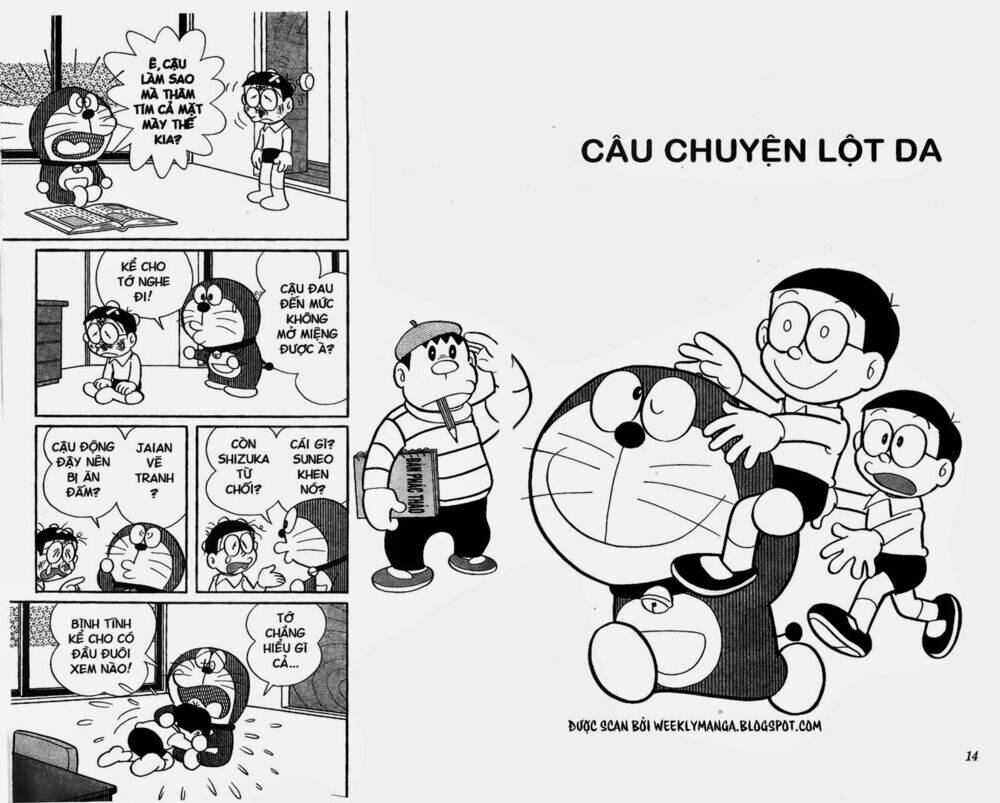 CÂU CHUYỆN LỘT DA
BẢN PHÁC THẢO
ĐƯỢC SCAN BỞI WEEKLYMANGA.BLOGSPOT.COM
14
Ê, CẬU
LÀM SAO
MÀ THÂM
TÍM CẢ MẶT
MÀY THẾ
KIA?
CẬU ĐAU
ĐẾN MỨC
KHÔNG
MỞ MIỆNG
ĐƯỢC À?
KỂ CHO
TỚ NGHE
ĐI!
CÁI GÌ?
SUNEO
KHEN
NÓ?
CÒN
SHIZUKA
TỪ
CHỐI?
JAIAN
VẼ
TRANH
?
CẬU ĐỘNG
ĐẬY NÊN
BỊ ĂN
ĐẤM?
TỚ
CHẲNG
HIỂU GÌ
CẢ...
BÌNH TĨNH
KỂ CHO CÓ
ĐẦU ĐUÔI
XEM NÀO!